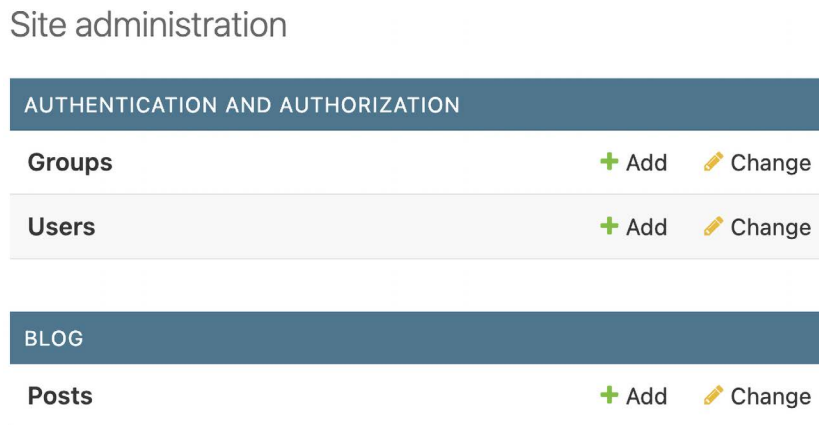 Site administration
AUTHENTICATION AND AUTHORIZATION
Groups Add Change
Users Add Change
BLOG
Posts Add Change